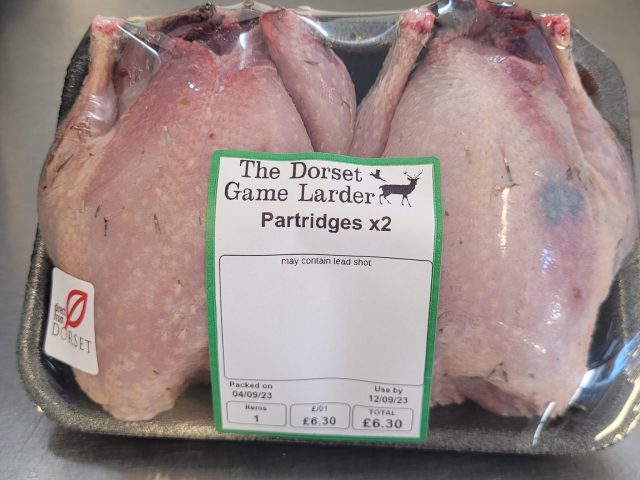 The Dorset
Game Larder
Partridges x2
may contain lead shot
Packed on
04/09/23
Use by
12/09/23
Items
1
£/01
£6.30
TOTAL
£6.30
direct
from
DORSET